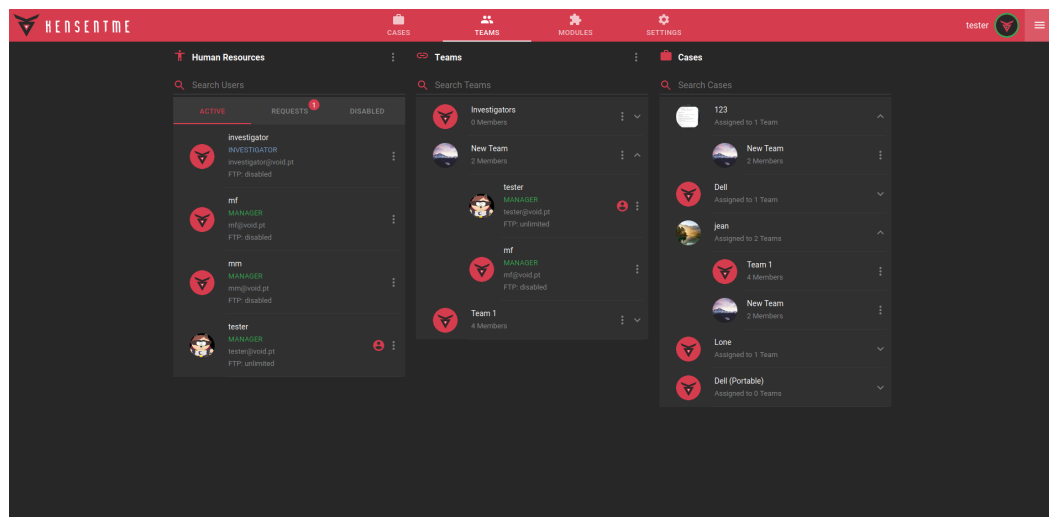 HENSENTME
CASES
TEAMS
MODULES
SETTINGS
tester
Human Resources
Search Users
ACTIVE
REQUESTS
1
DISABLED
investigator
INVESTIGATOR
investigator@void.pt
FTP: disabled
mf
MANAGER
mf@void.pt
FTP: disabled
mm
MANAGER
mm@void.pt
FTP: disabled
tester
MANAGER
tester@void.pt
FTP: unlimited
Teams
Search Teams
Investigators
0 Members
New Team
2 Members
tester
MANAGER
tester@void.pt
FTP: unlimited
mf
MANAGER
mf@void.pt
FTP: disabled
Team 1
4 Members
Cases
Search Cases
123
Assigned to 1 Team
New Team
2 Members
Dell
Assigned to 1 Team
jean
Assigned to 2 Teams
Team 1
4 Members
New Team
2 Members
Lone
Assigned to 1 Team
Dell (Portable)
Assigned to 0 Teams